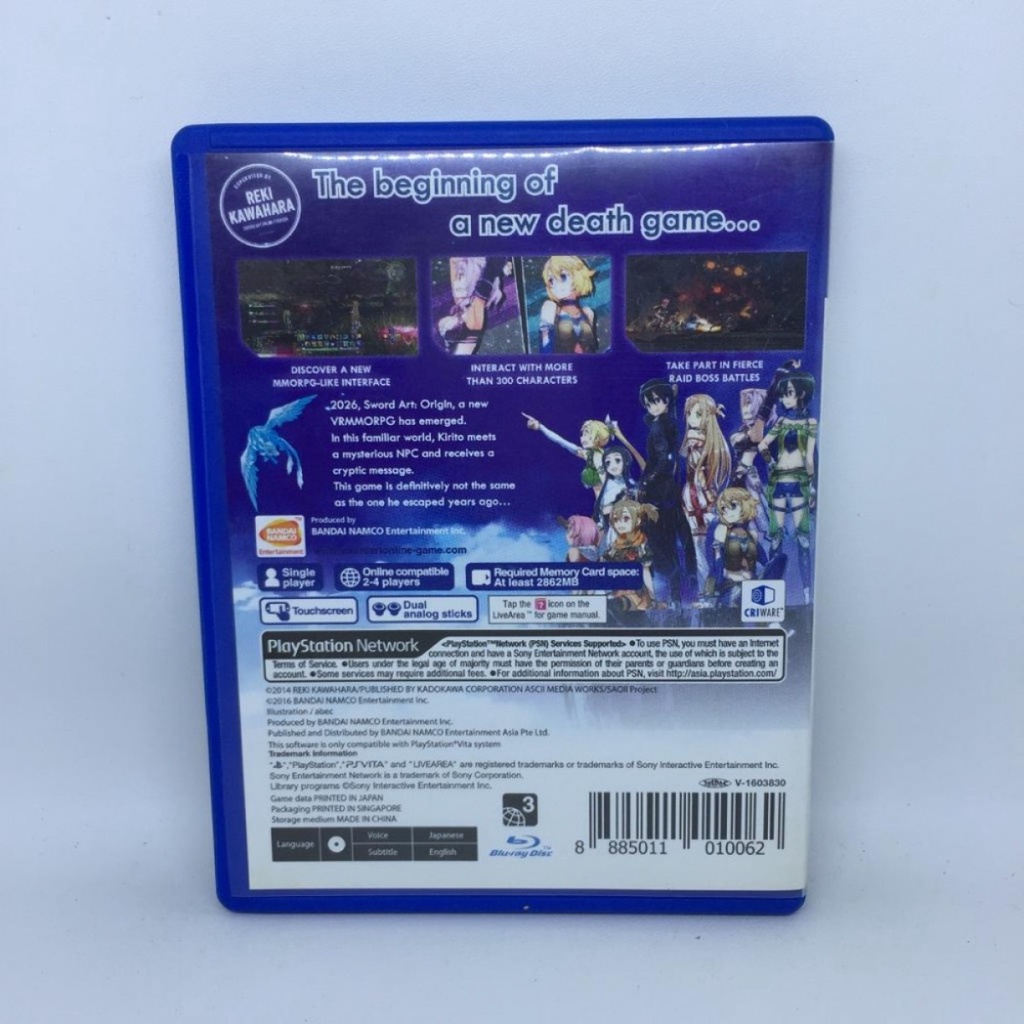 REKI
KAWAHARA
The beginning of
a new death game...
DISCOVER A NEW
MMORPG-LIKE INTERFACE
INTERACT WITH MORE
THAN 300 CHARACTERS
TAKE PART IN FIERCE
RAID BOSS BATTLES
2026, Sword Art: Origin, a new
VRMMORPG has emerged.
In this familiar world, Kirito meets
a mysterious NPC and receives a
cryptic message.
This game is definitely not the same
as the one he escaped years ago...
BANDAI
NAMCO
Entertainment
Produced by
BANDAI NAMCO Entertainment Inc.
online-game.com
Single
player
Online compatible
2-4 players
Required Memory Card space:
At least 2862MB
Touchscreen
Dual
analog sticks
Tap the ? icon on the
LiveArea™ for game manual.
CRIWARE™
PlayStation Network
<PlayStation™Network (PSN) Services Supported> ●To use PSN, you must have an Internet
connection and have a Sony Entertainment Network account, the use of which is subject to the
Terms of Service. ●Users under the legal age of majority must have the permission of their parents or guardians before creating an
account. ●Some services may require additional fees. ●For additional information about PSN, visit http://asia.playstation.com/
©2014 REKI KAWAHARA/PUBLISHED BY KADOKAWA CORPORATION ASCII MEDIA WORKS/SAOII Project
©2016 BANDAI NAMCO Entertainment Inc.
Illustration / abec
Produced by BANDAI NAMCO Entertainment Inc.
Published and Distributed by BANDAI NAMCO Entertainment Asia Pte Ltd.
This software is only compatible with PlayStation®Vita system
Trademark Information
"", "PlayStation", "PSVITA" and "LIVEAREA" are registered trademarks or trademarks of Sony Interactive Entertainment Inc.
Sony Entertainment Network is a trademark of Sony Corporation.
Library programs ©Sony Interactive Entertainment Inc.
V-1603830
Game data PRINTED IN JAPAN
Packaging PRINTED IN SINGAPORE
Storage medium MADE IN CHINA
Language
Voice
Japanese
Subtitle
English
3
Blu-ray Disc™
8 885011 010062